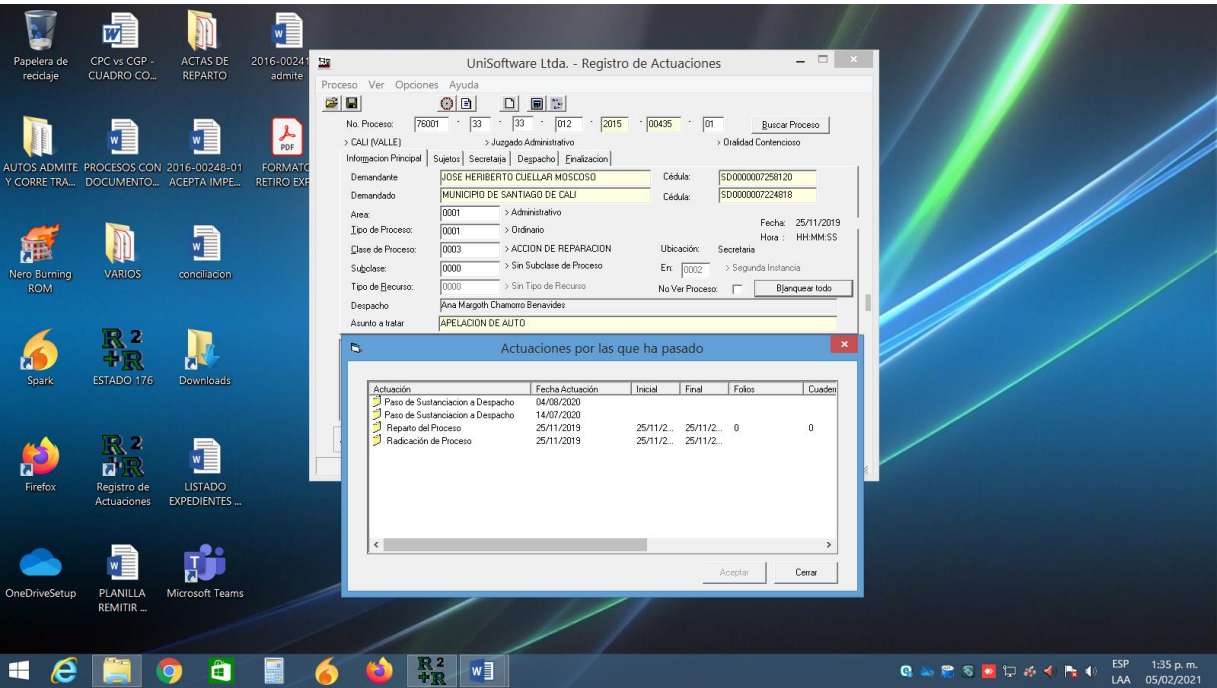 Papelera de reciclaje
CPC vs CGP - CUADRO CO...
ACTAS DE REPARTO
2016-00241 admite
AUTOS ADMITE Y CORRE TRA...
PROCESOS CON DOCUMENTO...
2016-00248-01 ACEPTA IMPE...
PDF
FORMATO RETIRO EXP
Nero Burning ROM
VARIOS
conciliacion
Spark
ESTADO 176
Downloads
Firefox
Registro de Actuaciones
LISTADO EXPEDIENTES ...
OneDriveSetup
PLANILLA REMITIR ...
Microsoft Teams
UniSoftware Ltda. - Registro de Actuaciones
Proceso Ver Opciones Ayuda
No. Proceso: 76001 - 33 - 33 - 012 - 2015 - 00435 - 01 Buscar Proceso
> CALI (VALLE) > Juzgado Administrativo > Oralidad Contencioso
Informacion Principal Sujetos Secretaria Despacho Finalizacion
Demandante JOSE HERIBERTO CUELLAR MOSCOSO Cédula: SD0000007258120
Demandado MUNICIPIO DE SANTIAGO DE CALI Cédula: SD0000007224818
Area: 0001 > Administrativo Fecha: 25/11/2019
Tipo de Proceso: 0001 > Ordinario Hora : HH:MM:SS
Clase de Proceso: 0003 > ACCION DE REPARACION Ubicación: Secretaria
Subclase: 0000 > Sin Subclase de Proceso En: 0002 > Segunda Instancia
Tipo de Recurso: 0000 > Sin Tipo de Recurso No Ver Proceso: Blanquear todo
Despacho Ana Margoth Chamorro Benavides
Asunto a tratar APELACION DE AUTO
Actuaciones por las que ha pasado
Actuación Fecha Actuación Inicial Final Folios Cuadern
Paso de Sustanciacion a Despacho 04/08/2020
Paso de Sustanciacion a Despacho 14/07/2020
Reparto del Proceso 25/11/2019 25/11/2... 25/11/2... 0 0
Radicación de Proceso 25/11/2019 25/11/2... 25/11/2...
Aceptar Cerrar
ESP 1:35 p. m.
LAA 05/02/2021